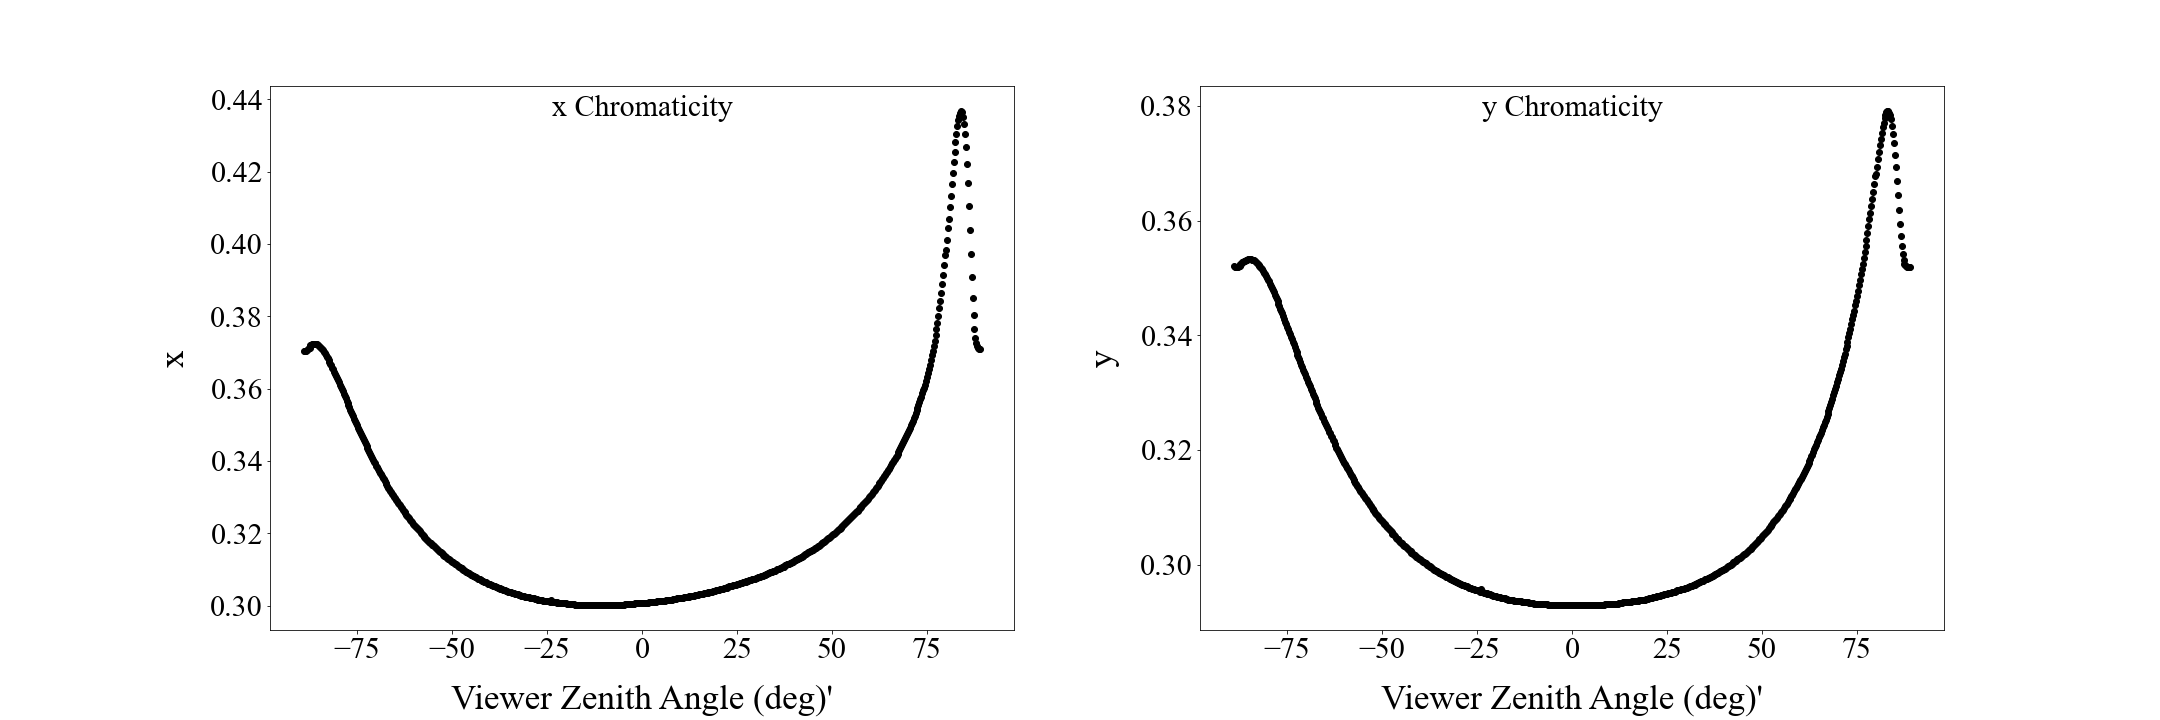 x Chromaticity
0.44
0.42
0.40
0.38
0.36
0.34
0.32
0.30
x
−75 −50 −25 0 25 50 75
Viewer Zenith Angle (deg)'
y Chromaticity
0.38
0.36
0.34
0.32
0.30
y
−75 −50 −25 0 25 50 75
Viewer Zenith Angle (deg)'